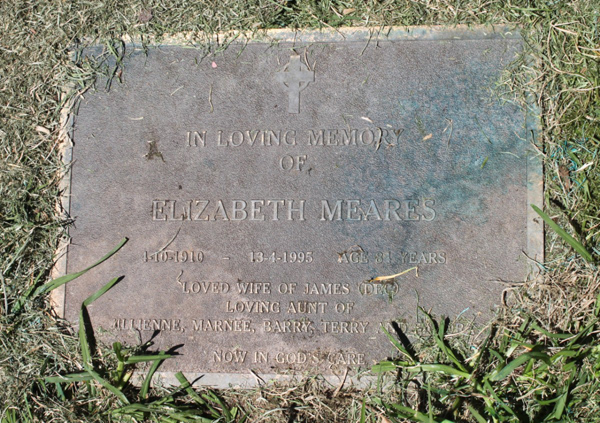 IN LOVING MEMORY
OF
ELIZABETH MEARES
1-10-1910 - 13-4-1995 AGE 84 YEARS
LOVED WIFE OF JAMES (DEC)
LOVING AUNT OF
MARNEE, BARRY, TERRY
NOW IN GOD'S CARE